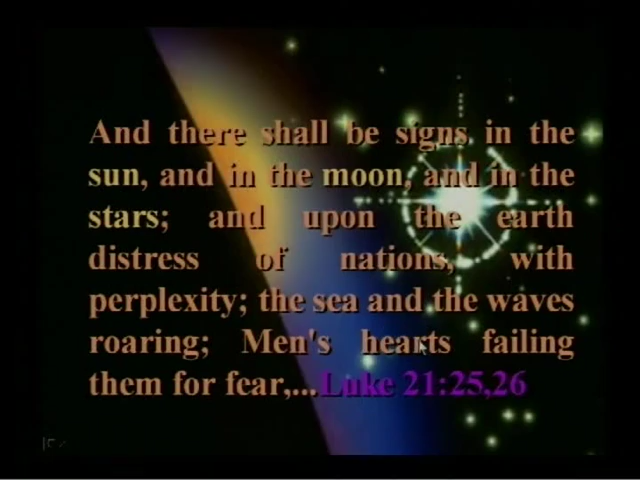 And there shall be signs in the
sun, and in the moon, and in the
stars; and upon the earth
distress of nations, with
perplexity; the sea and the waves
roaring; Men's hearts failing
them for fear,...Luke 21:25,26